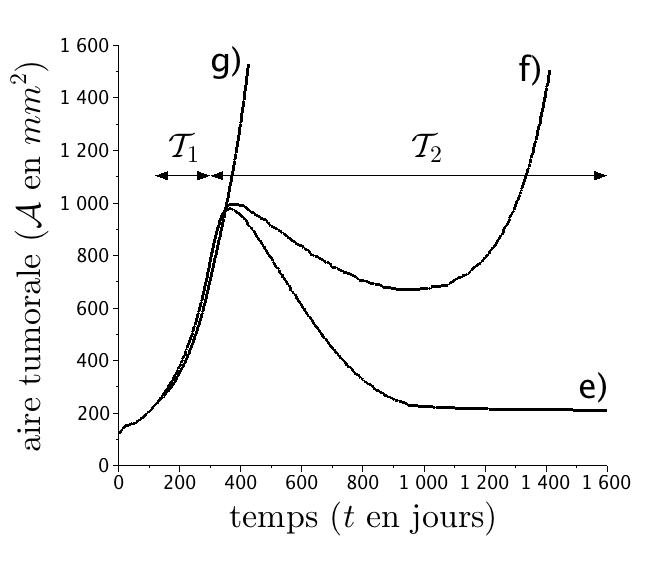 1 600
1 400
1 200
1 000
800
600
400
200
0
aire tumorale (𝒜 en mm²)
g)
f)
e)
𝒯₁
𝒯₂
0 200 400 600 800 1 000 1 200 1 400 1 600
temps (t en jours)